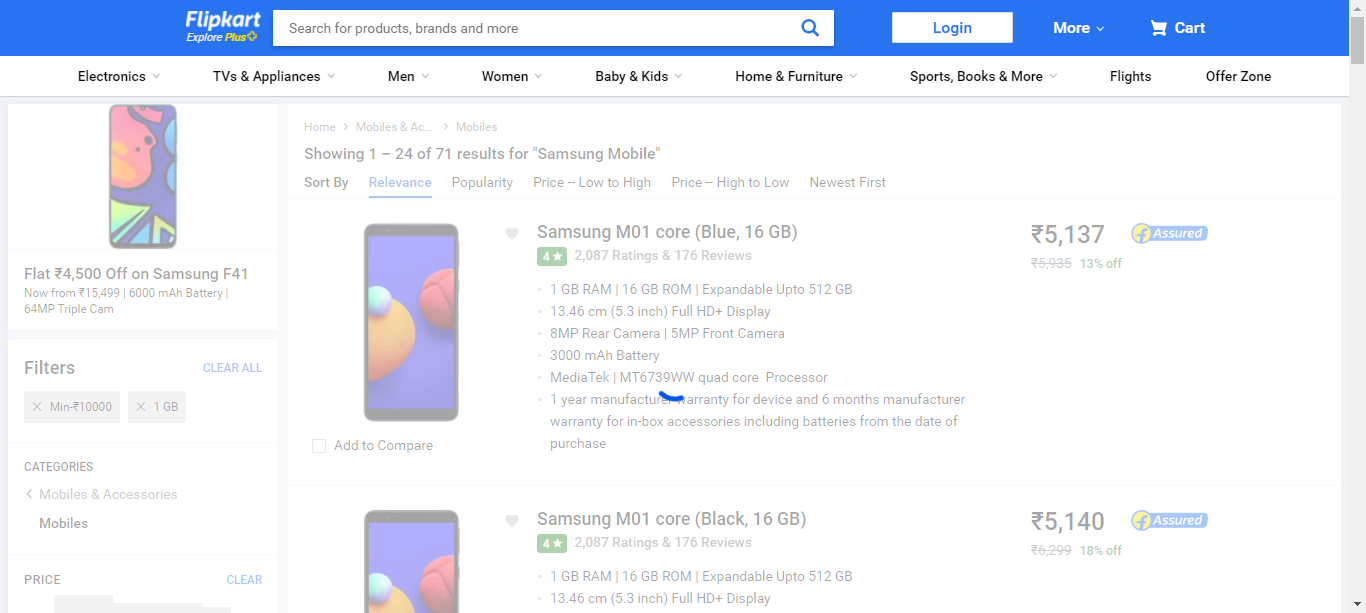 Flipkart
Explore Plus
Search for products, brands and more
Login
More
Cart
Electronics
TVs & Appliances
Men
Women
Baby & Kids
Home & Furniture
Sports, Books & More
Flights
Offer Zone
Flat ₹4,500 Off on Samsung F41
Now from ₹15,499 | 6000 mAh Battery |
64MP Triple Cam
Filters
CLEAR ALL
Min-₹10000
1 GB
CATEGORIES
Mobiles & Accessories
Mobiles
PRICE
CLEAR
Home
Mobiles & Ac...
Mobiles
Showing 1 – 24 of 71 results for "Samsung Mobile"
Sort By
Relevance
Popularity
Price -- Low to High
Price -- High to Low
Newest First
Samsung M01 core (Blue, 16 GB)
4★
2,087 Ratings & 176 Reviews
1 GB RAM | 16 GB ROM | Expandable Upto 512 GB
13.46 cm (5.3 inch) Full HD+ Display
8MP Rear Camera | 5MP Front Camera
3000 mAh Battery
MediaTek | MT6739WW quad core Processor
1 year manufacturer warranty for device and 6 months manufacturer
warranty for in-box accessories including batteries from the date of
purchase
₹5,137
Assured
₹5,935
13% off
Add to Compare
Samsung M01 core (Black, 16 GB)
4★
2,087 Ratings & 176 Reviews
1 GB RAM | 16 GB ROM | Expandable Upto 512 GB
13.46 cm (5.3 inch) Full HD+ Display
₹5,140
Assured
₹6,299
18% off